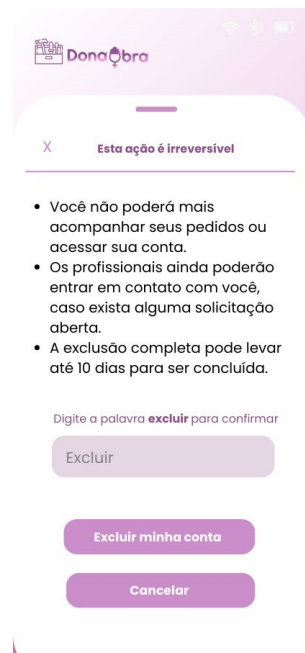 DonaObra
X Esta ação é irreversível
• Você não poderá mais
acompanhar seus pedidos ou
acessar sua conta.
• Os profissionais ainda poderão
entrar em contato com você,
caso exista alguma solicitação
aberta.
• A exclusão completa pode levar
até 10 dias para ser concluída.
Digite a palavra excluir para confirmar
Excluir
Excluir minha conta
Cancelar